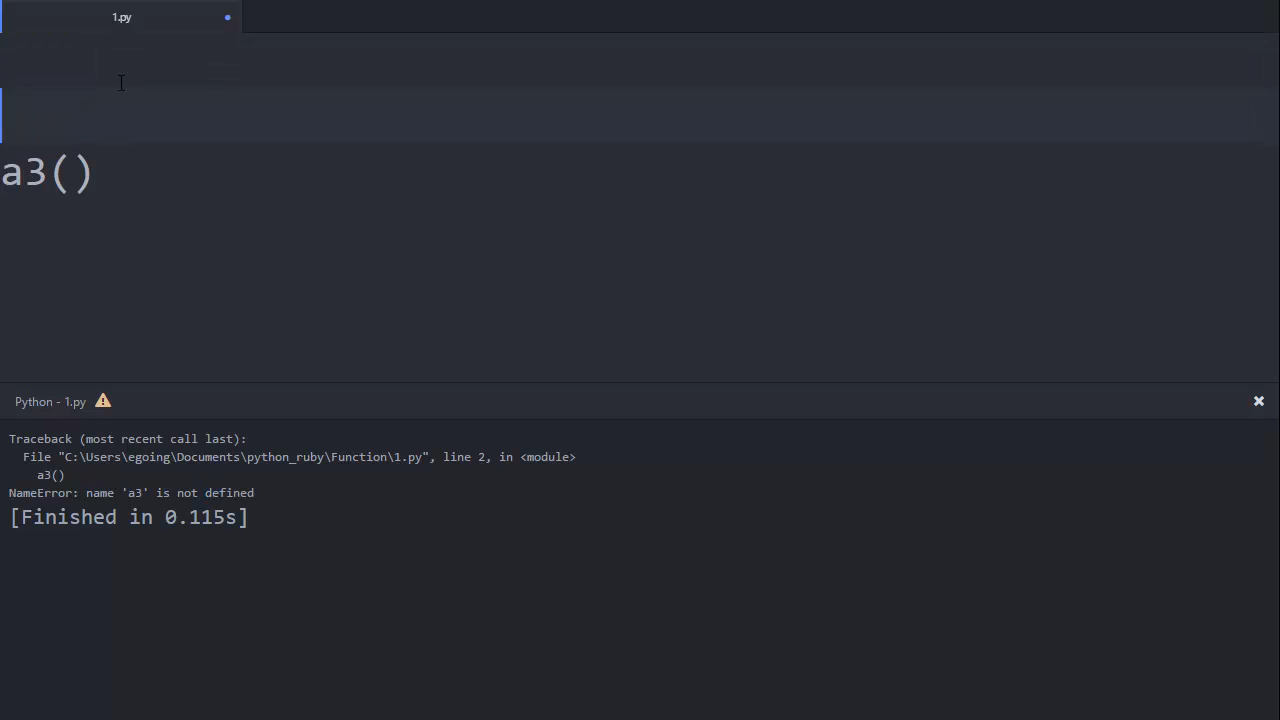 1.py
a3()
Python - 1.py
Traceback (most recent call last):
  File "C:\Users\egoing\Documents\python_ruby\Function\1.py", line 2, in <module>
    a3()
NameError: name 'a3' is not defined
[Finished in 0.115s]